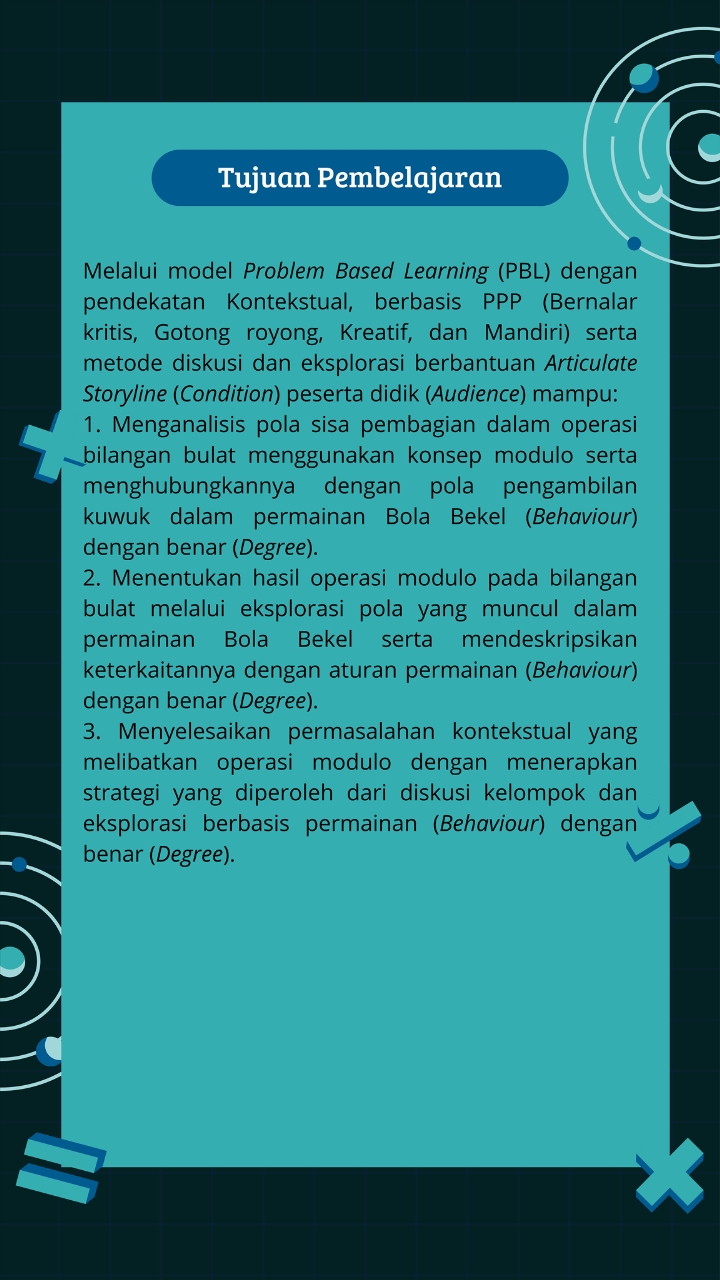 Tujuan Pembelajaran
Melalui model Problem Based Learning (PBL) dengan
pendekatan Kontekstual, berbasis PPP (Bernalar
kritis, Gotong royong, Kreatif, dan Mandiri) serta
metode diskusi dan eksplorasi berbantuan Articulate
Storyline (Condition) peserta didik (Audience) mampu:
1. Menganalisis pola sisa pembagian dalam operasi
bilangan bulat menggunakan konsep modulo serta
menghubungkannya dengan pola pengambilan
kuwuk dalam permainan Bola Bekel (Behaviour)
dengan benar (Degree).
2. Menentukan hasil operasi modulo pada bilangan
bulat melalui eksplorasi pola yang muncul dalam
permainan Bola Bekel serta mendeskripsikan
keterkaitannya dengan aturan permainan (Behaviour)
dengan benar (Degree).
3. Menyelesaikan permasalahan kontekstual yang
melibatkan operasi modulo dengan menerapkan
strategi yang diperoleh dari diskusi kelompok dan
eksplorasi berbasis permainan (Behaviour) dengan
benar (Degree).